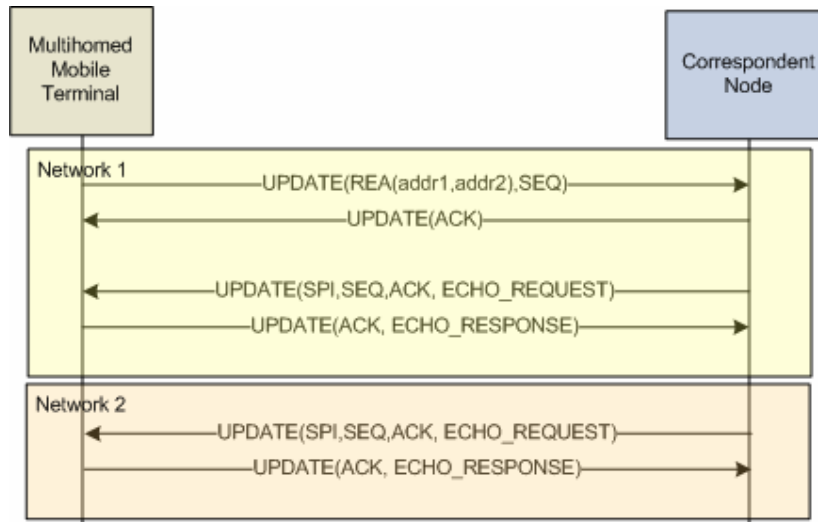 Multihomed
Mobile
Terminal
Correspondent
Node
Network 1
UPDATE(REA(addr1,addr2),SEQ)
UPDATE(ACK)
UPDATE(SPI,SEQ,ACK, ECHO_REQUEST)
UPDATE(ACK, ECHO_RESPONSE)
Network 2
UPDATE(SPI,SEQ,ACK, ECHO_REQUEST)
UPDATE(ACK, ECHO_RESPONSE)